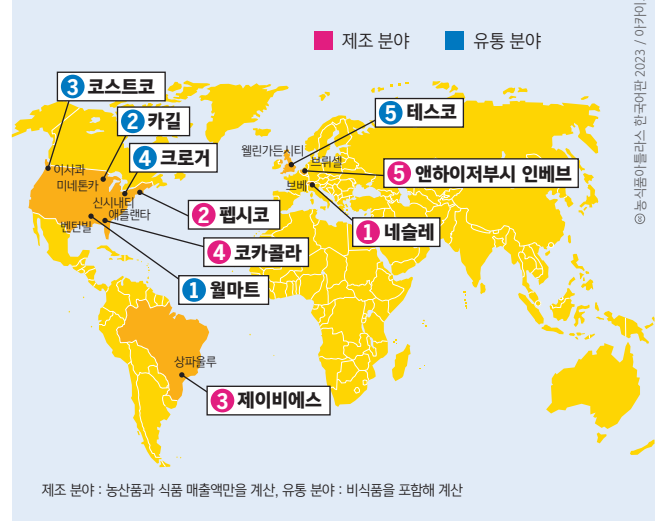 제조 분야 유통 분야
3 코스트코
2 카길
4 크로거
5 테스코
웰린가든시티
브뤼셀
5 앤하이저부시 인베브
이사콰
미네톤카
보베
신시내티
애틀랜타
2 펩시코
벤턴빌
1 네슬레
4 코카콜라
1 월마트
상파울루
3 제이비에스
제조 분야 : 농산품과 식품 매출액만을 계산, 유통 분야 : 비식품을 포함해 계산
농식품아틀라스 한국어판 2023 / 아카이